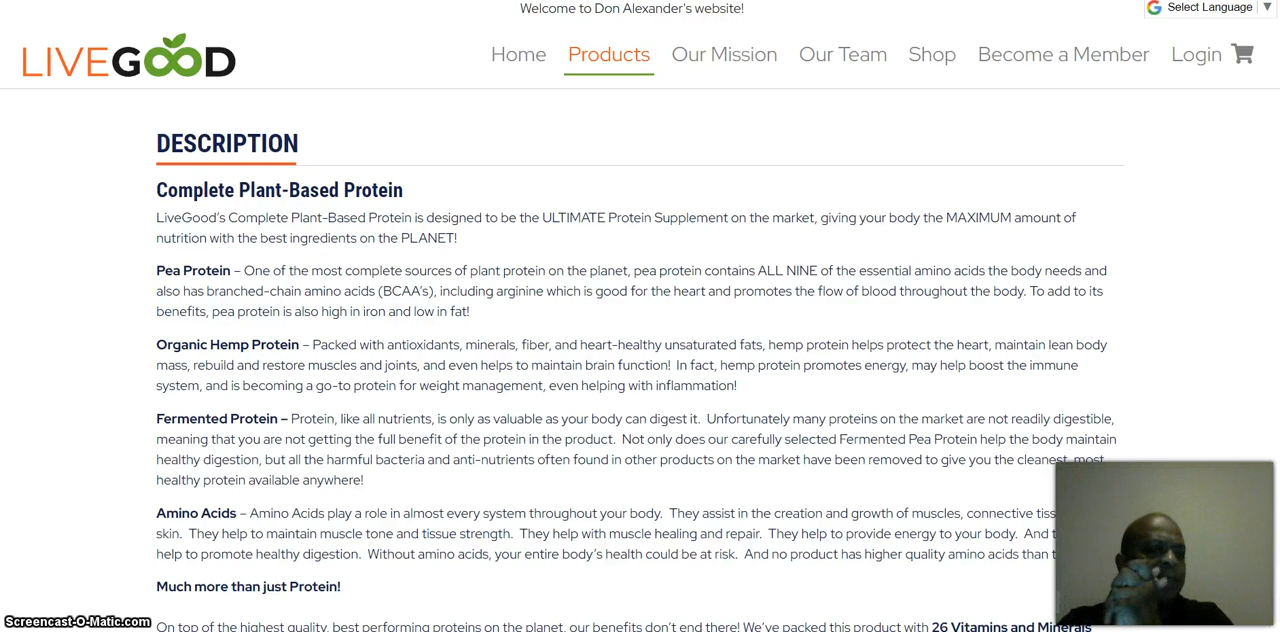 Welcome to Don Alexander's website!
Select Language ▼
LIVEGOOD
Home Products Our Mission Our Team Shop Become a Member Login
DESCRIPTION
Complete Plant-Based Protein
LiveGood's Complete Plant-Based Protein is designed to be the ULTIMATE Protein Supplement on the market, giving your body the MAXIMUM amount of
nutrition with the best ingredients on the PLANET!
Pea Protein – One of the most complete sources of plant protein on the planet, pea protein contains ALL NINE of the essential amino acids the body needs and
also has branched-chain amino acids (BCAA's), including arginine which is good for the heart and promotes the flow of blood throughout the body. To add to its
benefits, pea protein is also high in iron and low in fat!
Organic Hemp Protein – Packed with antioxidants, minerals, fiber, and heart-healthy unsaturated fats, hemp protein helps protect the heart, maintain lean body
mass, rebuild and restore muscles and joints, and even helps to maintain brain function! In fact, hemp protein promotes energy, may help boost the immune
system, and is becoming a go-to protein for weight management, even helping with inflammation!
Fermented Protein – Protein, like all nutrients, is only as valuable as your body can digest it. Unfortunately many proteins on the market are not readily digestible,
meaning that you are not getting the full benefit of the protein in the product. Not only does our carefully selected Fermented Pea Protein help the body maintain
healthy digestion, but all the harmful bacteria and anti-nutrients often found in other products on the market have been removed to give you the cleanest, most
healthy protein available anywhere!
Amino Acids – Amino Acids play a role in almost every system throughout your body. They assist in the creation and growth of muscles, connective
skin. They help to maintain muscle tone and tissue strength. They help with muscle healing and repair. They help to provide energy to your body. And
help to promote healthy digestion. Without amino acids, your entire body's health could be at risk. And no product has higher quality amino acids than
Much more than just Protein!
On top of the highest quality, best performing proteins on the planet, our benefits don't end there! We've packed this product with 26 Vitamins and Minerals
Screencast-O-Matic.com